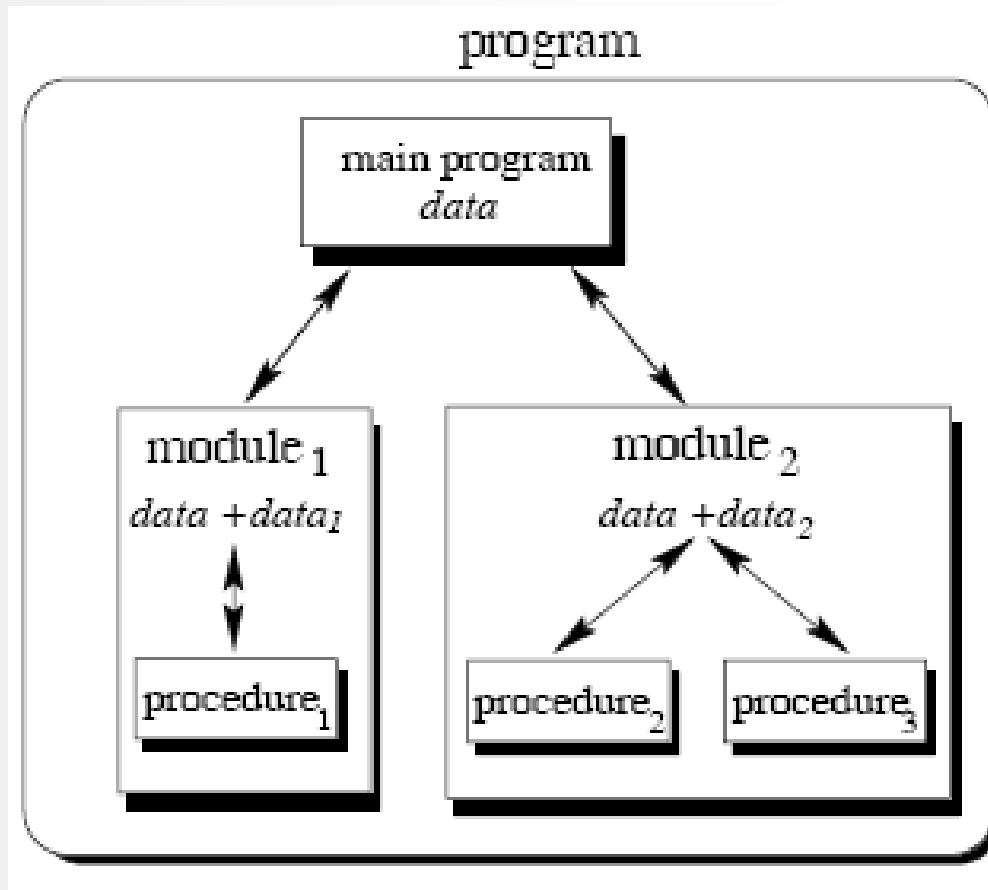 program
main program
data
module 1
data +data1
procedure1
module 2
data +data2
procedure2
procedure3